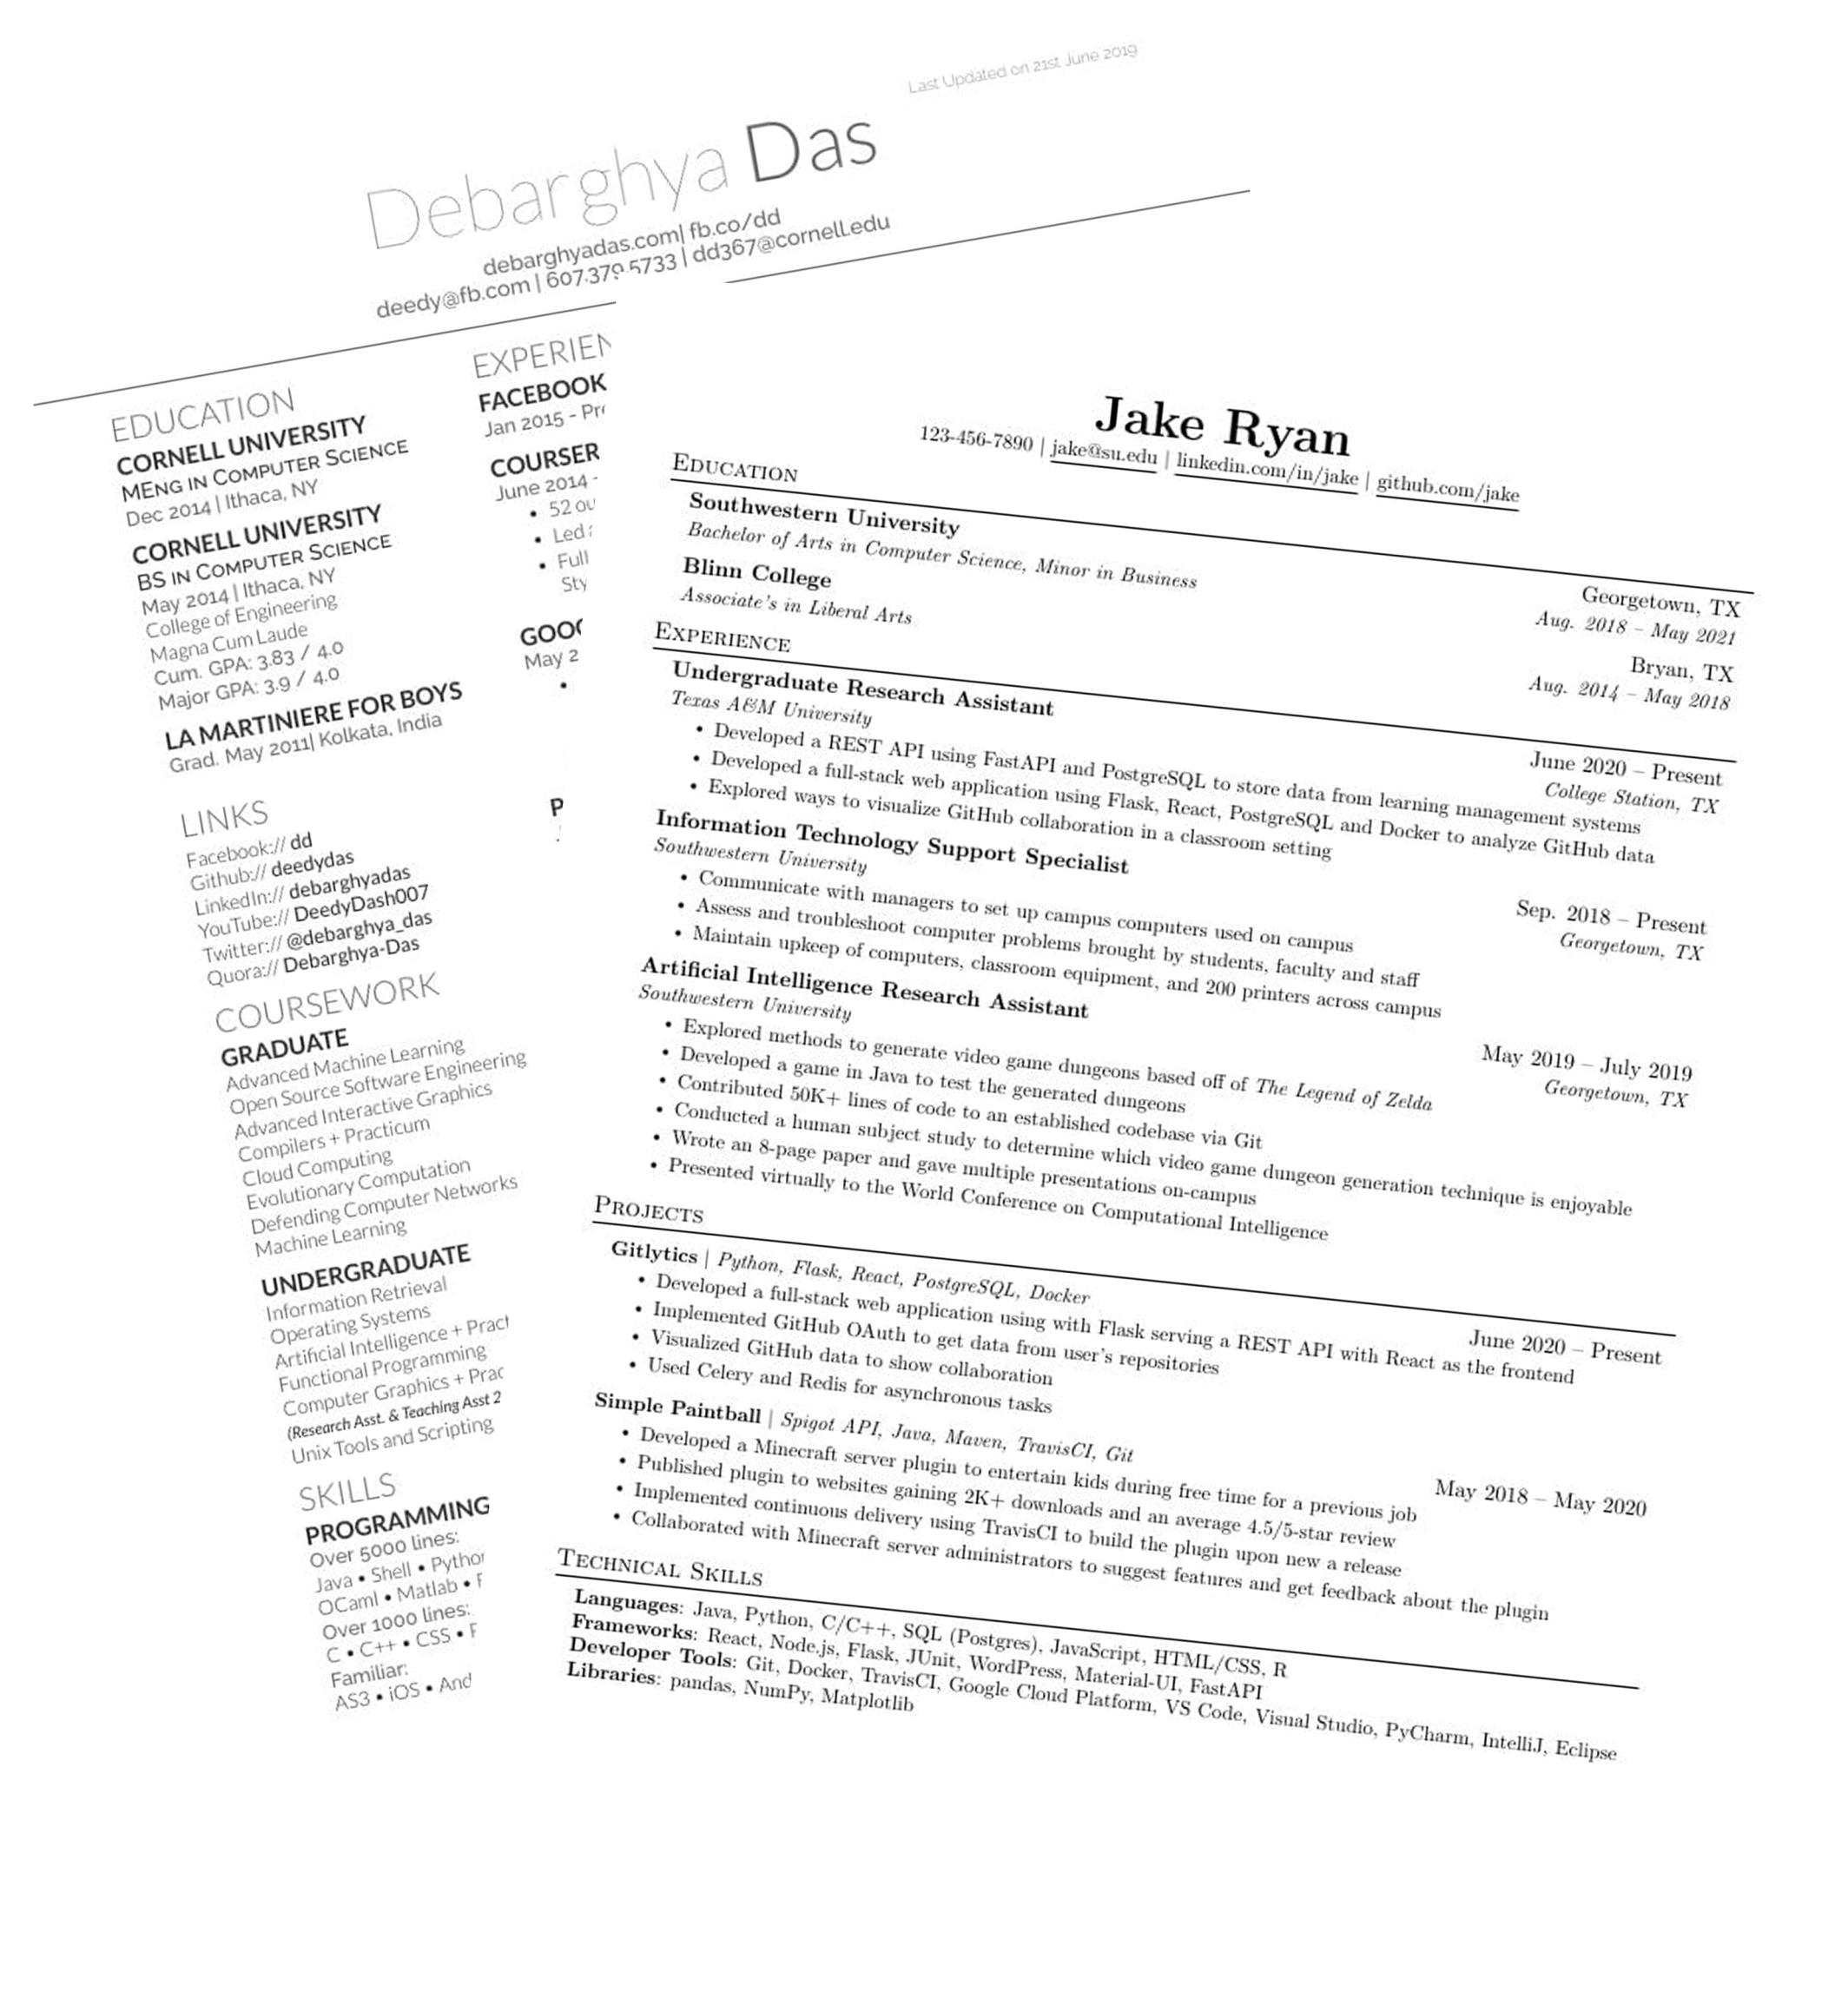 Last Updated on 21st June 2019
Debarghya Das
debarghyadas.com| fb.co/dd
deedy@fb.com | 607.379.5733 | dd367@cornell.edu
EDUCATION
CORNELL UNIVERSITY
MENG IN COMPUTER SCIENCE
Dec 2014 | Ithaca, NY
CORNELL UNIVERSITY
BS IN COMPUTER SCIENCE
May 2014 | Ithaca, NY
College of Engineering
Magna Cum Laude
Cum. GPA: 3.83 / 4.0
Major GPA: 3.9 / 4.0
LA MARTINIERE FOR BOYS
Grad. May 2011| Kolkata, India
LINKS
Facebook:// dd
Github:// deedydas
LinkedIn:// debarghyadas
YouTube:// DeedyDash007
Twitter:// @debarghya_das
Quora:// Debarghya-Das
COURSEWORK
GRADUATE
Advanced Machine Learning
Open Source Software Engineering
Advanced Interactive Graphics
Compilers + Practicum
Cloud Computing
Evolutionary Computation
Defending Computer Networks
Machine Learning
UNDERGRADUATE
Information Retrieval
Operating Systems
Artificial Intelligence +
Functional Programming
Computer Graphics +
(Research Asst. & Teaching Asst 2
Unix Tools and Scripting
SKILLS
PROGRAMMING
Over 5000 lines:
Java • Shell •
OCaml • Matlab •
Over 1000 lines:
C • C++ • CSS •
Familiar:
AS3 • iOS •
FACEBOOK
Jan 2015 -
June 2014 -
• 52
• Led
• Full
May 2
Jake Ryan
123-456-7890 | jake@su.edu | linkedin.com/in/jake | github.com/jake
EDUCATION
Southwestern University Georgetown, TX
Bachelor of Arts in Computer Science, Minor in Business Aug. 2018 – May 2021
Blinn College Bryan, TX
Associate's in Liberal Arts Aug. 2014 – May 2018
EXPERIENCE
Undergraduate Research Assistant June 2020 – Present
Texas A&M University College Station, TX
• Developed a REST API using FastAPI and PostgreSQL to store data from learning management systems
• Developed a full-stack web application using Flask, React, PostgreSQL and Docker to analyze GitHub data
• Explored ways to visualize GitHub collaboration in a classroom setting
Information Technology Support Specialist Sep. 2018 – Present
Southwestern University Georgetown, TX
• Communicate with managers to set up campus computers used on campus
• Assess and troubleshoot computer problems brought by students, faculty and staff
• Maintain upkeep of computers, classroom equipment, and 200 printers across campus
Artificial Intelligence Research Assistant May 2019 – July 2019
Southwestern University Georgetown, TX
• Explored methods to generate video game dungeons based off of The Legend of Zelda
• Developed a game in Java to test the generated dungeons
• Contributed 50K+ lines of code to an established codebase via Git
• Conducted a human subject study to determine which video game dungeon generation technique is enjoyable
• Wrote an 8-page paper and gave multiple presentations on-campus
• Presented virtually to the World Conference on Computational Intelligence
PROJECTS
Gitlytics | Python, Flask, React, PostgreSQL, Docker June 2020 – Present
• Developed a full-stack web application using with Flask serving a REST API with React as the frontend
• Implemented GitHub OAuth to get data from user's repositories
• Visualized GitHub data to show collaboration
• Used Celery and Redis for asynchronous tasks
Simple Paintball | Spigot API, Java, Maven, TravisCI, Git May 2018 – May 2020
• Developed a Minecraft server plugin to entertain kids during free time for a previous job
• Published plugin to websites gaining 2K+ downloads and an average 4.5/5-star review
• Implemented continuous delivery using TravisCI to build the plugin upon new a release
• Collaborated with Minecraft server administrators to suggest features and get feedback about the plugin
TECHNICAL SKILLS
Languages: Java, Python, C/C++, SQL (Postgres), JavaScript, HTML/CSS, R
Frameworks: React, Node.js, Flask, JUnit, WordPress, Material-UI, FastAPI
Developer Tools: Git, Docker, TravisCI, Google Cloud Platform, VS Code, Visual Studio, PyCharm, IntelliJ, Eclipse
Libraries: pandas, NumPy, Matplotlib